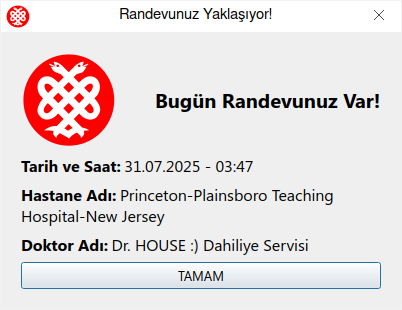 Randevunuz Yaklaşıyor!
Bugün Randevunuz Var!
Tarih ve Saat: 31.07.2025 - 03:47
Hastane Adı: Princeton-Plainsboro Teaching
Hospital-New Jersey
Doktor Adı: Dr. HOUSE :) Dahiliye Servisi
TAMAM